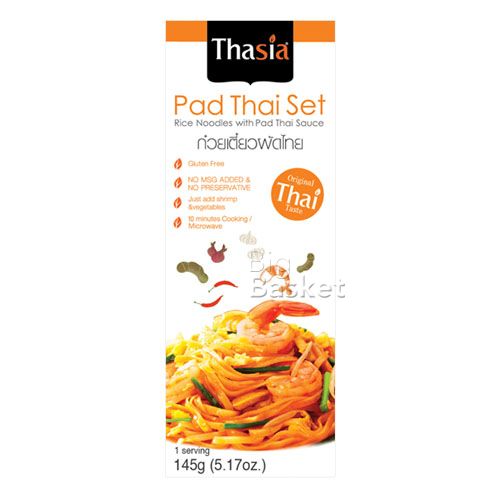 Thasia
Pad Thai Set
Rice Noodles with Pad Thai Sauce
ก๋วยเตี๋ยวผัดไทย
Gluten Free
NO MSG ADDED &
NO PRESERVATIVE
Just add shrimp
&vegetables
10 minutes Cooking /
Microwave
Original
Thai
Taste
Big
Basket
1 serving
145g (5.17oz.)